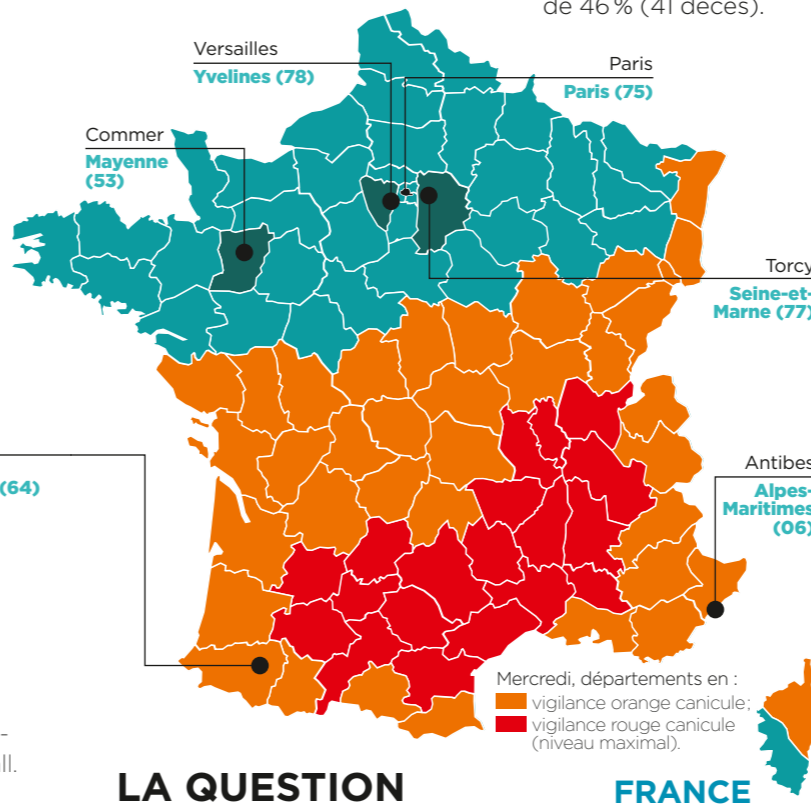 de 46 % (41 décès).
Versailles
Yvelines (78)
Paris
Paris (75)
Commer
Mayenne
(53)
Torcy
Seine-et-
Marne (77)
(64)
Antibes
Alpes-
Maritimes
(06)
Mercredi, départements en :
vigilance orange canicule;
vigilance rouge canicule
(niveau maximal).
-
ll.
LA QUESTION
FRANCE